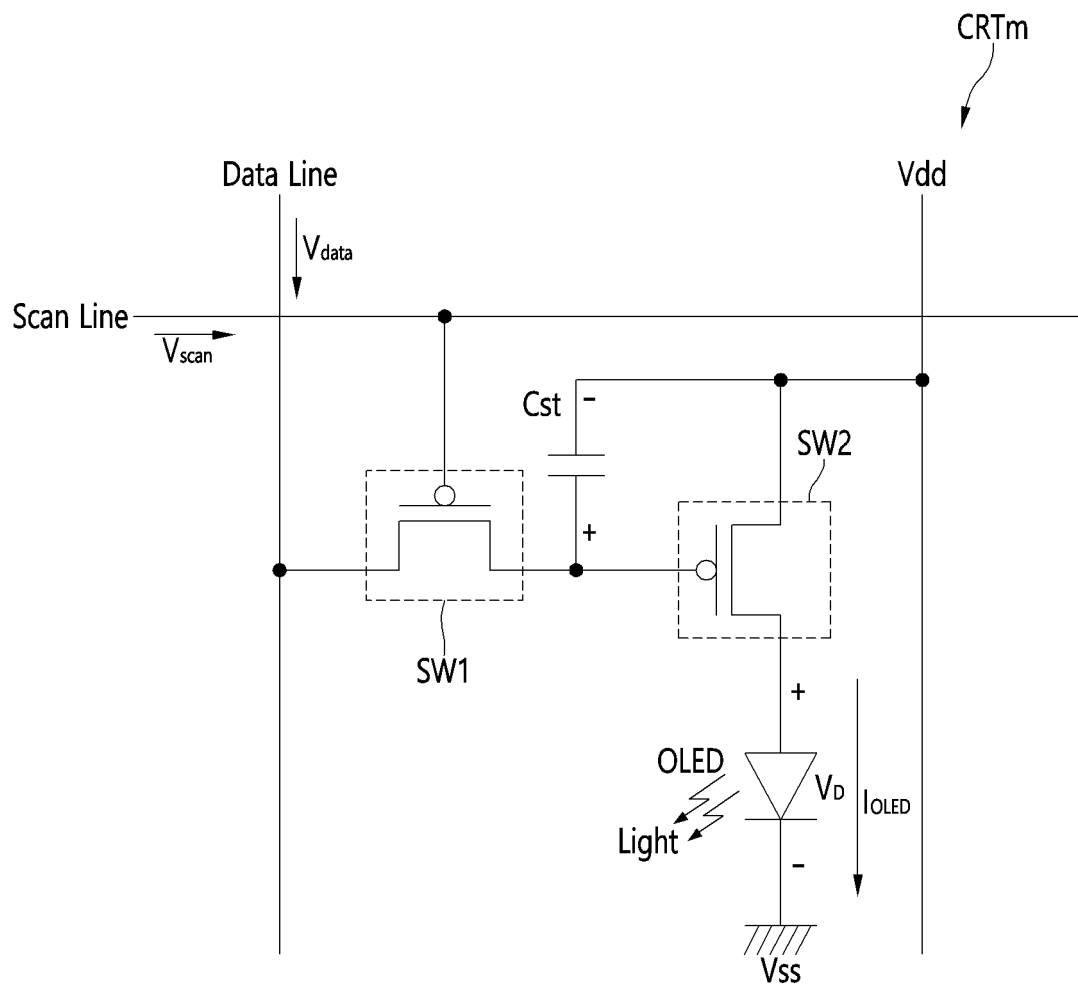 CRTm
Data Line
Vdd
Vdata
Scan Line
Vscan
Cst
-
SW2
+
SW1
+
OLED
VD
IOLED
Light
-
Vss